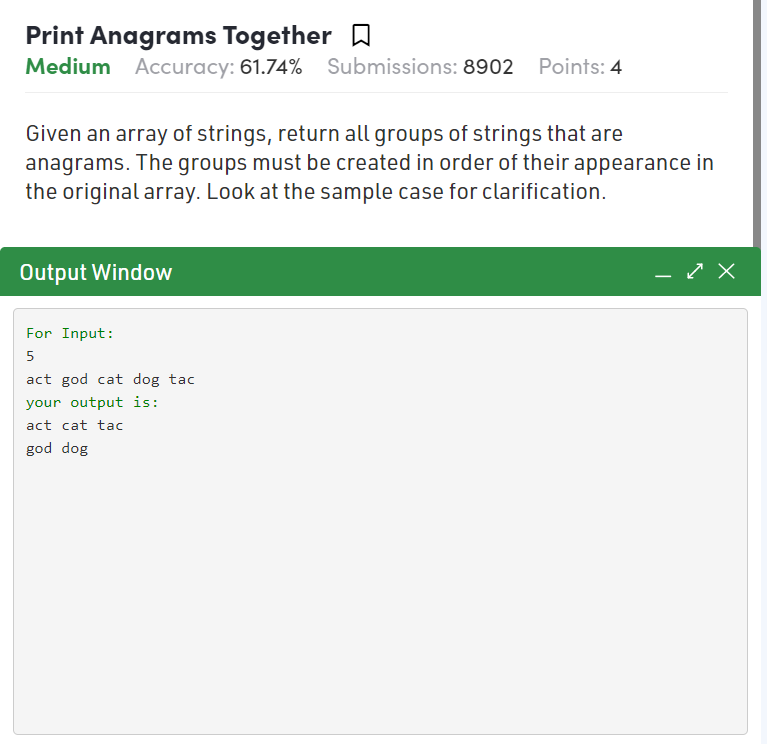 Print Anagrams Together
Medium Accuracy: 61.74% Submissions: 8902 Points: 4
Given an array of strings, return all groups of strings that are
anagrams. The groups must be created in order of their appearance in
the original array. Look at the sample case for clarification.
Output Window
For Input:
5
act god cat dog tac
your output is:
act cat tac
god dog